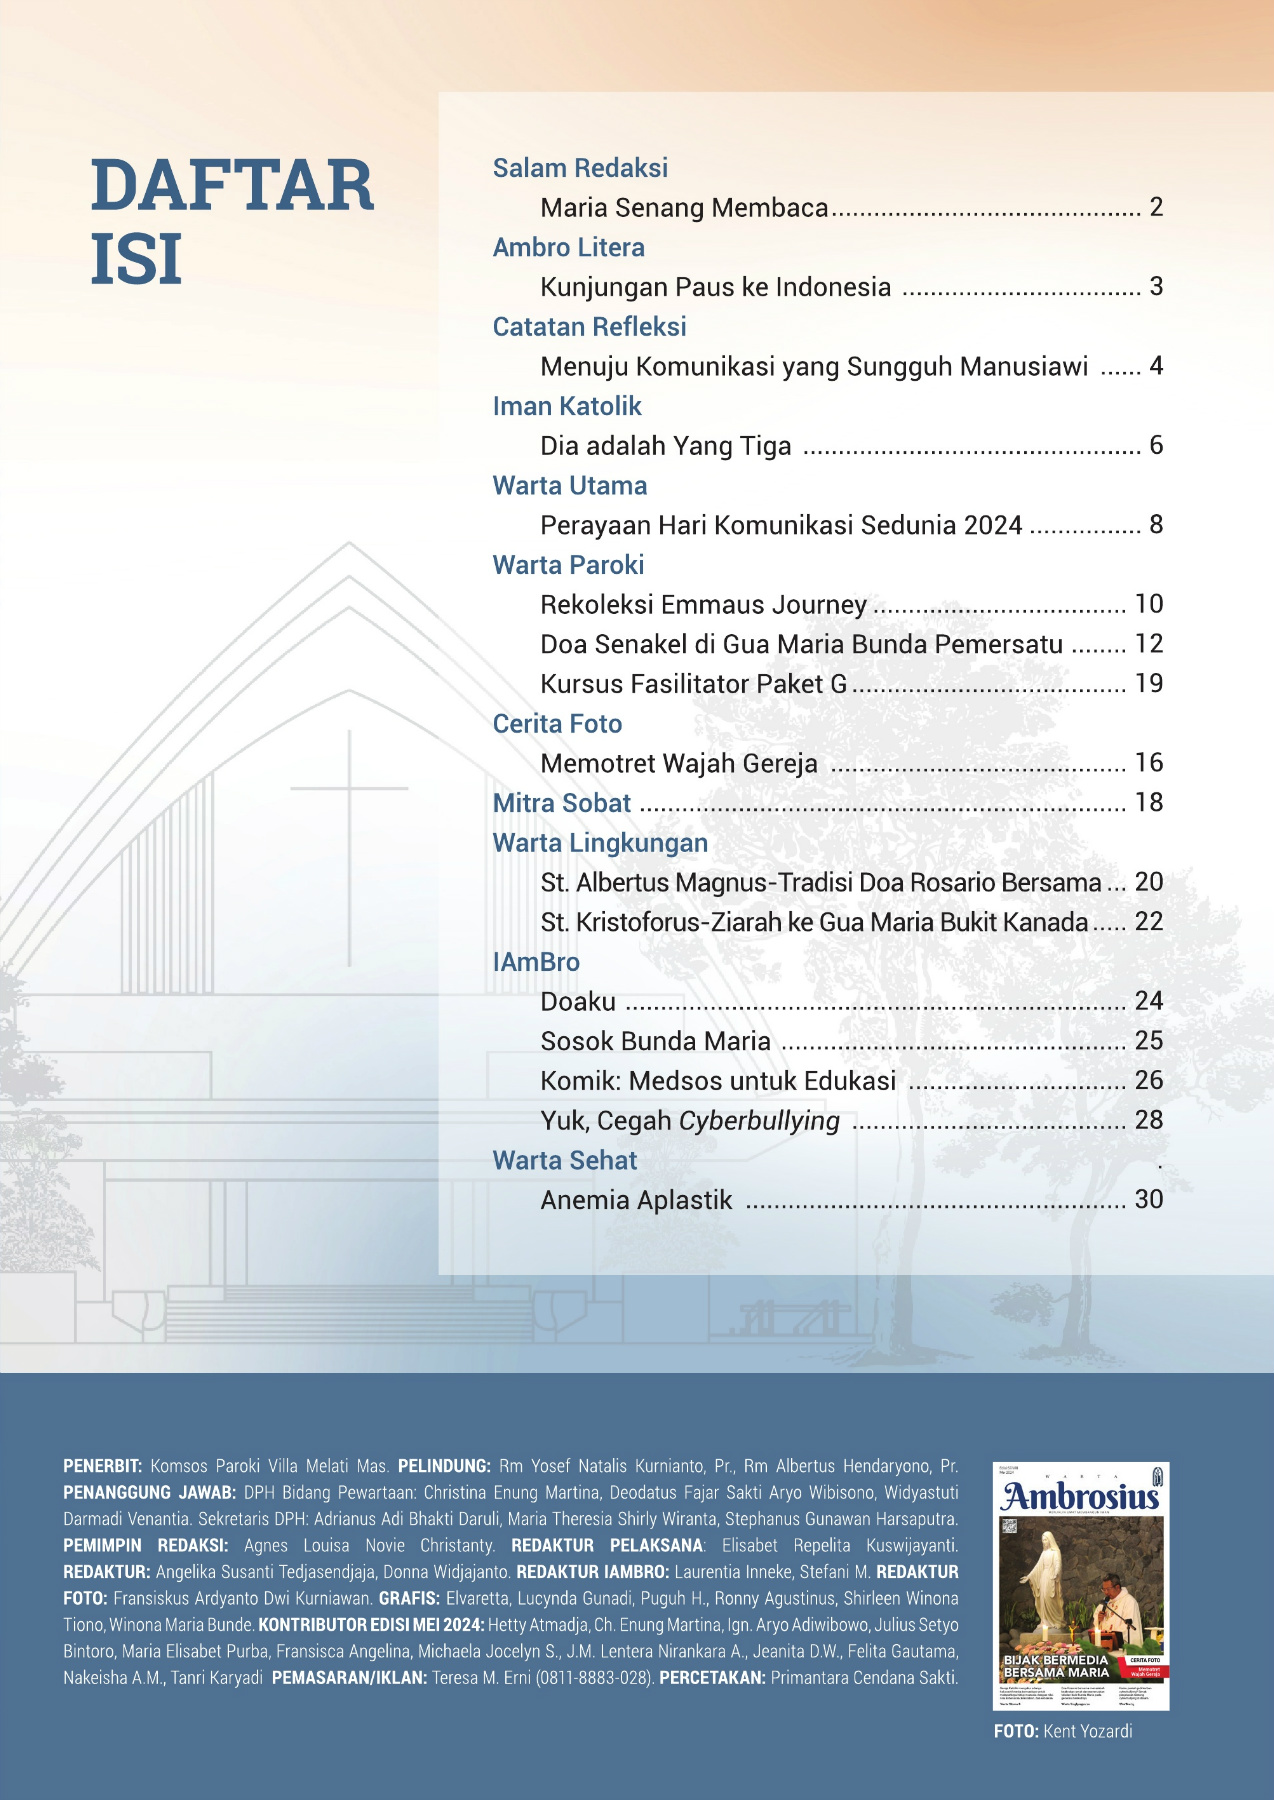 DAFTAR
ISI
Salam Redaksi
Maria Senang Membaca............................................ 2
Ambro Litera
Kunjungan Paus ke Indonesia .................................. 3
Catatan Refleksi
Menuju Komunikasi yang Sungguh Manusiawi ...... 4
Iman Katolik
Dia adalah Yang Tiga ................................................ 6
Warta Utama
Perayaan Hari Komunikasi Sedunia 2024 ................ 8
Warta Paroki
Rekoleksi Emmaus Journey .................................... 10
Doa Senakel di Gua Maria Bunda Pemersatu ........ 12
Kursus Fasilitator Paket G ....................................... 19
Cerita Foto
Memotret Wajah Gereja .......................................... 16
Mitra Sobat ..................................................................... 18
Warta Lingkungan
St. Albertus Magnus-Tradisi Doa Rosario Bersama ... 20
St. Kristoforus-Ziarah ke Gua Maria Bukit Kanada ..... 22
IAmBro
Doaku ....................................................................... 24
Sosok Bunda Maria ................................................. 25
Komik: Medsos untuk Edukasi ............................... 26
Yuk, Cegah Cyberbullying ....................................... 28
Warta Sehat .
Anemia Aplastik ...................................................... 30
PENERBIT: Komsos Paroki Villa Melati Mas. PELINDUNG: Rm Yosef Natalis Kurnianto, Pr., Rm Albertus Hendaryono, Pr.
PENANGGUNG JAWAB: DPH Bidang Pewartaan: Christina Enung Martina, Deodatus Fajar Sakti Aryo Wibisono, Widyastuti
Darmadi Venantia. Sekretaris DPH: Adrianus Adi Bhakti Daruli, Maria Theresia Shirly Wiranta, Stephanus Gunawan Harsaputra.
PEMIMPIN REDAKSI: Agnes Louisa Novie Christanty. REDAKTUR PELAKSANA: Elisabet Repelita Kuswijayanti.
REDAKTUR: Angelika Susanti Tedjasendjaja, Donna Widjajanto. REDAKTUR IAMBRO: Laurentia Inneke, Stefani M. REDAKTUR
FOTO: Fransiskus Ardyanto Dwi Kurniawan. GRAFIS: Elvaretta, Lucynda Gunadi, Puguh H., Ronny Agustinus, Shirleen Winona
Tiono, Winona Maria Bunde. KONTRIBUTOR EDISI MEI 2024: Hetty Atmadja, Ch. Enung Martina, Ign. Aryo Adiwibowo, Julius Setyo
Bintoro, Maria Elisabet Purba, Fransisca Angelina, Michaela Jocelyn S., J.M. Lentera Nirankara A., Jeanita D.W., Felita Gautama,
Nakeisha A.M., Tanri Karyadi PEMASARAN/IKLAN: Teresa M. Erni (0811-8883-028). PERCETAKAN: Primantara Cendana Sakti.
WARTA
Ambrosius
BIJAK BERMEDIA
BERSAMA MARIA
CERITA FOTO
Memotret
Wajah Gereja
FOTO: Kent Yozardi